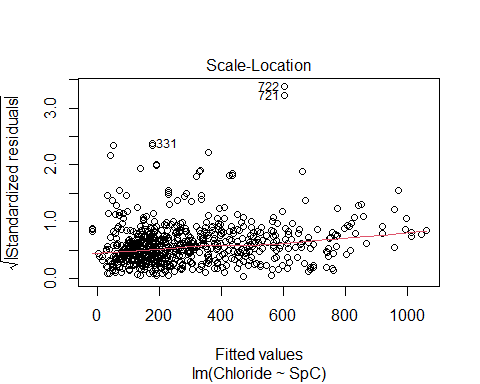 Scale-Location
√|Standardized residuals|
3.0
2.0
1.0
0.0
722
721
331
0 200 400 600 800 1000
Fitted values
lm(Chloride ~ SpC)